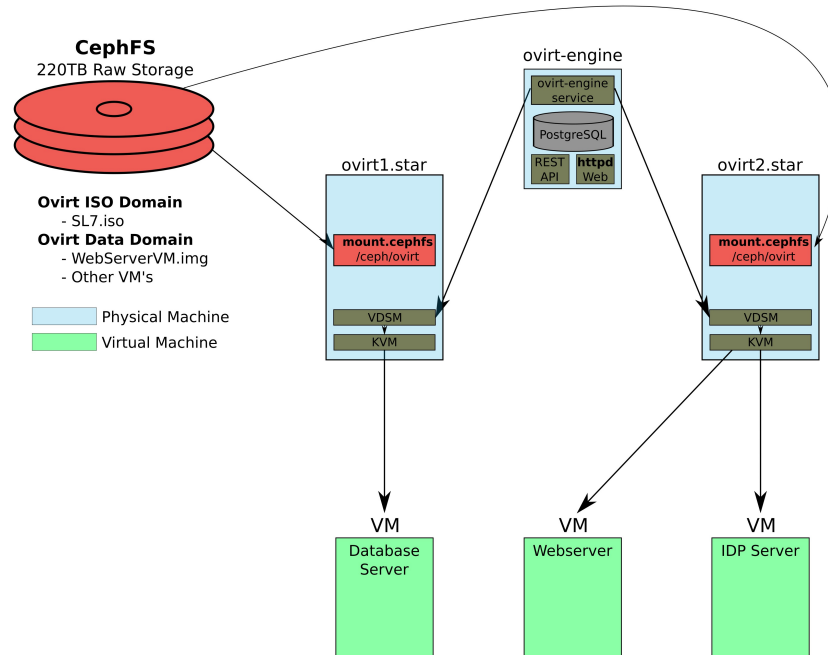 CephFS
220TB Raw Storage
Ovirt ISO Domain
- SL7.iso
Ovirt Data Domain
- WebServerVM.img
- Other VM's
Physical Machine
Virtual Machine
ovirt-engine
ovirt-engine
service
PostgreSQL
REST
API
httpd
Web
ovirt1.star
mount.cephfs
/ceph/ovirt
VDSM
KVM
ovirt2.star
mount.cephfs
/ceph/ovirt
VDSM
KVM
VM
Database
Server
VM
Webserver
VM
IDP Server